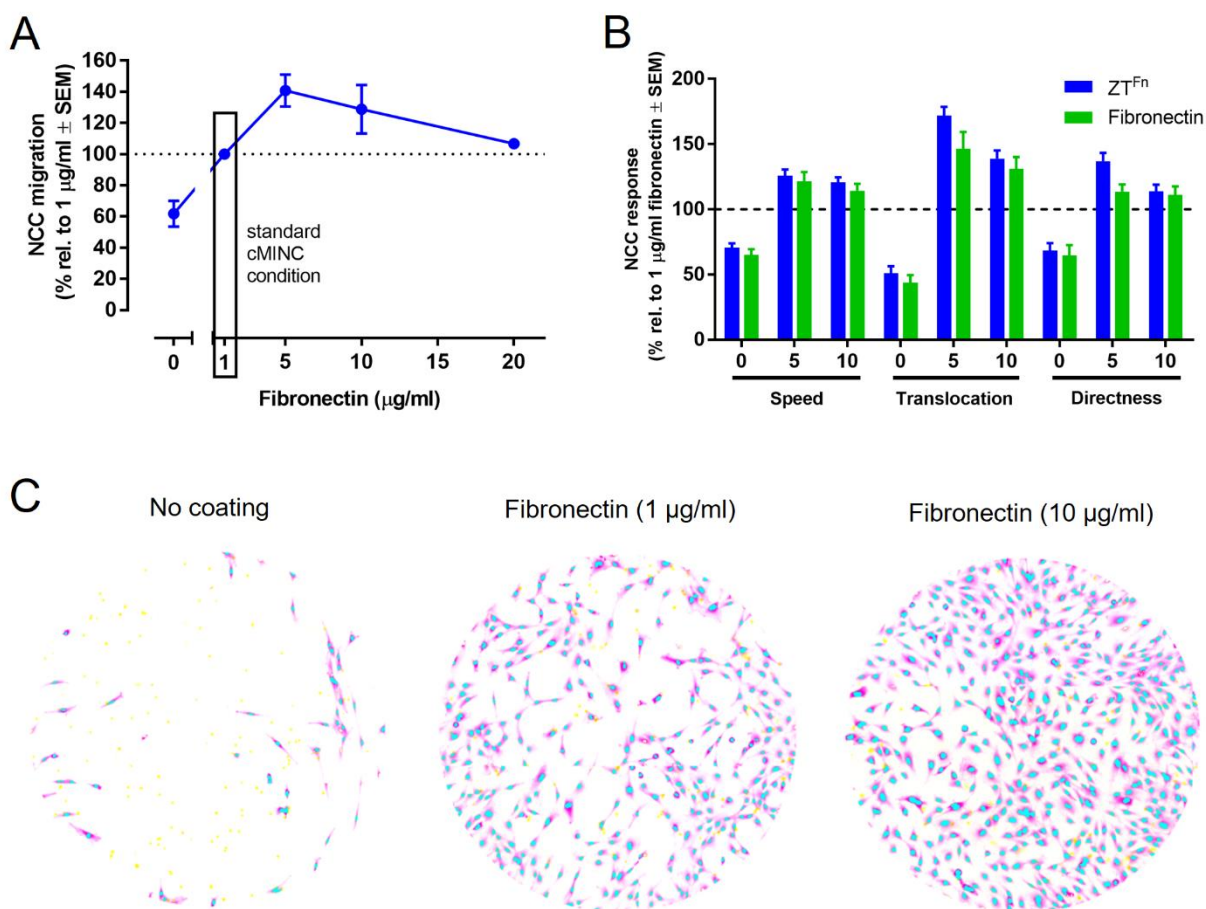 A
NCC migration
(% rel. to 1 μg/ml ± SEM)
160
140
120
100
80
60
40
20
0
standard
cMINC
condition
0
1
5
10
15
20
Fibronectin (μg/ml)
B
NCC response
(% rel. to 1 μg/ml fibronectin ± SEM)
200
150
100
50
0
ZTFn
Fibronectin
0 5 10 0 5 10 0 5 10
Speed Translocation Directness
C
No coating
Fibronectin (1 μg/ml)
Fibronectin (10 μg/ml)